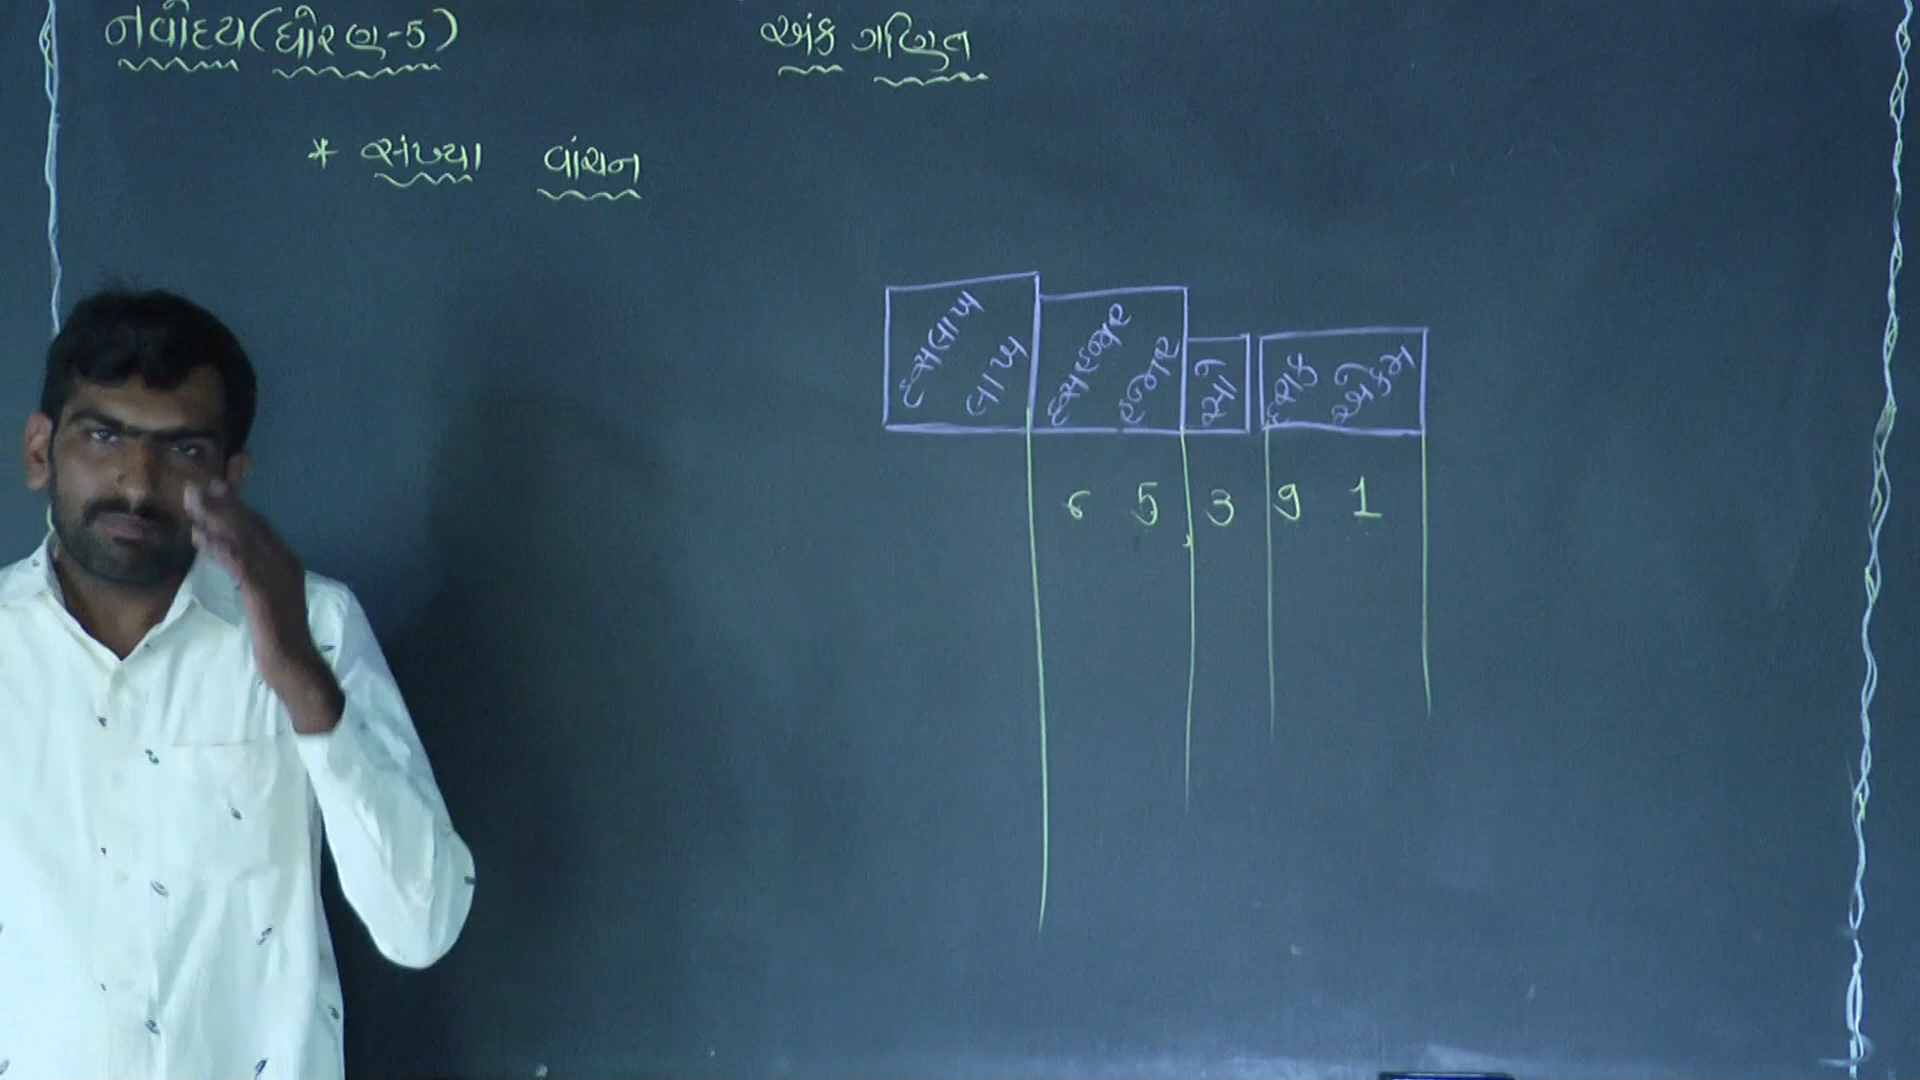 નવોદય (ધોરણ-5)
અંક ગણિત
* સંખ્યા વાંચન
દસલાખ લાખ દસહજાર હજાર સો દશક એકમ
6 5 3 9 1